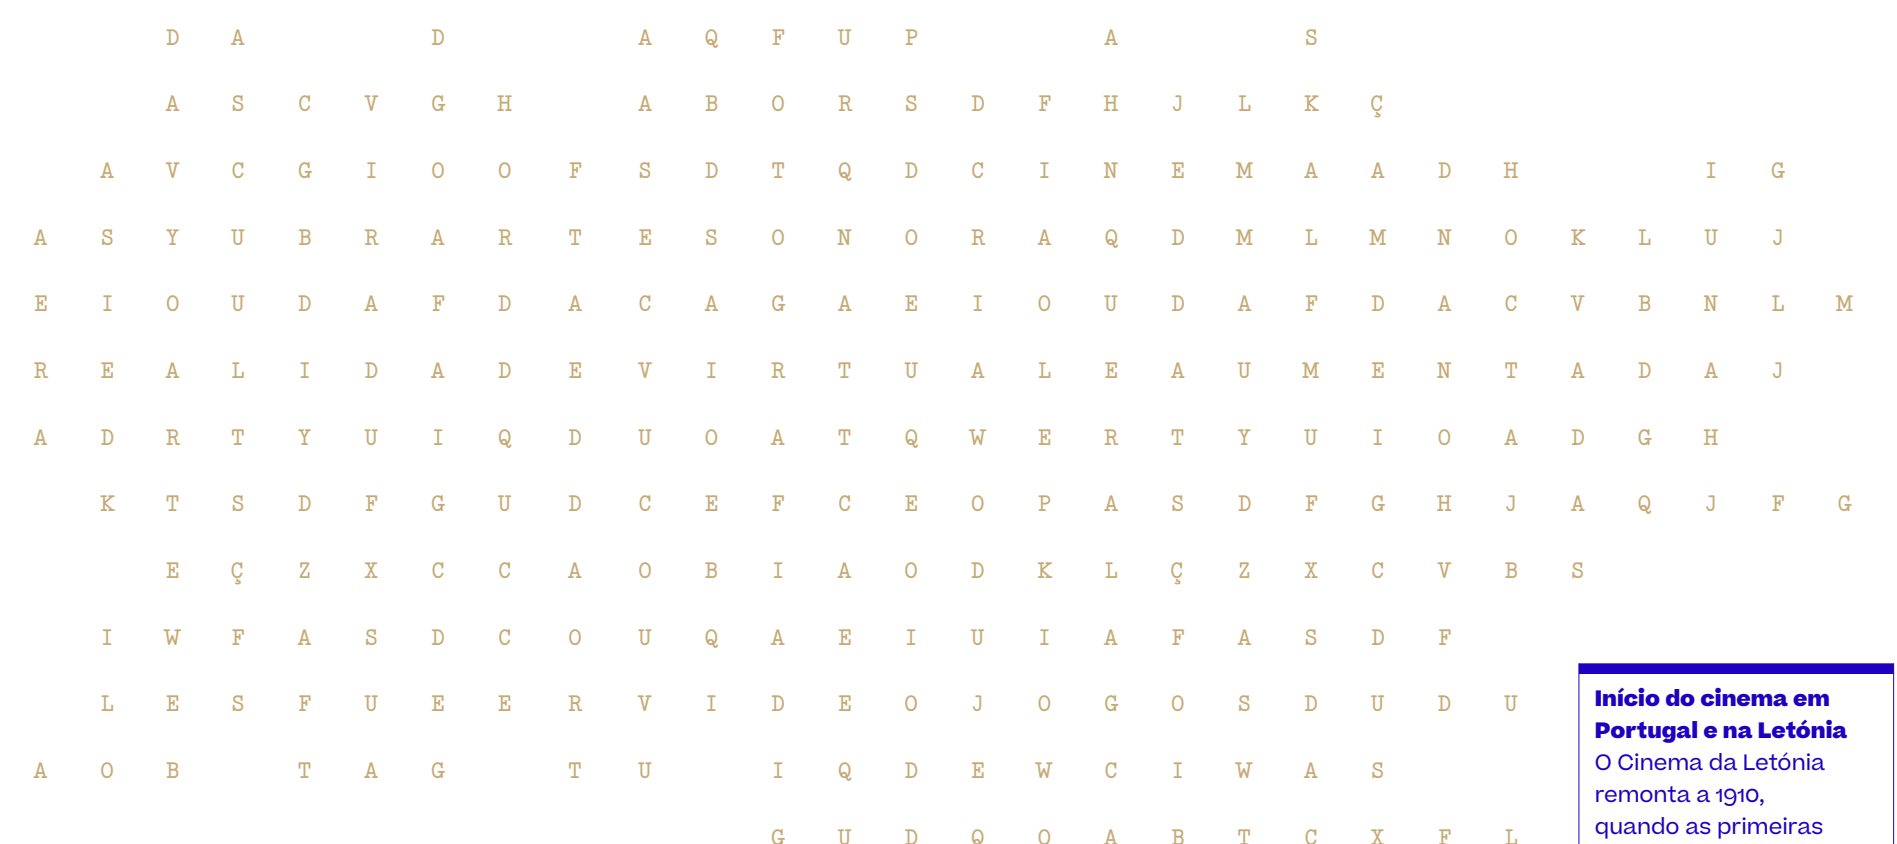 D A D A Q F U P A S
A S C V G H A B O R S D F H J L K Ç
A V C G I O O F S D T Q D C I N E M A A D H I G
A S Y U B R A R T E S O N O R A Q D M L M N O K L U J
E I O U D A F D A C A G A E I O U D A F D A C V B N L M
R E A L I D A D E V I R T U A L E A U M E N T A D A J
A D R T Y U I Q D U O A T Q W E R T Y U I O A D G H
K T S D F G U D C E F C E O P A S D F G H J A Q J F G
E Ç Z X C C A O B I A O D K L Ç Z X C V B S
I W F A S D C O U Q A E I U I A F A S D F
L E S F U E E R V I D E O J O G O S D U D U
A O B T A G T U I Q D E W C I W A S
G U D Q O A B T C X F L
Início do cinema em
Portugal e na Letónia
O Cinema da Letónia
remonta a 1910,
quando as primeiras